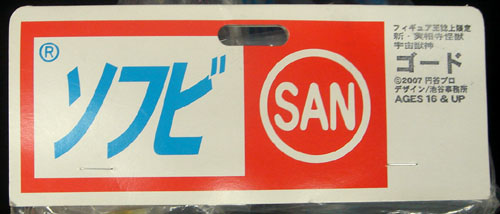 ®
ソフビ
SAN
フィギュア王誌上限定
新・実相寺怪獣
宇宙獣神
ゴード
©2007 円谷プロ
デザイン/池谷事務所
AGES 16 & UP